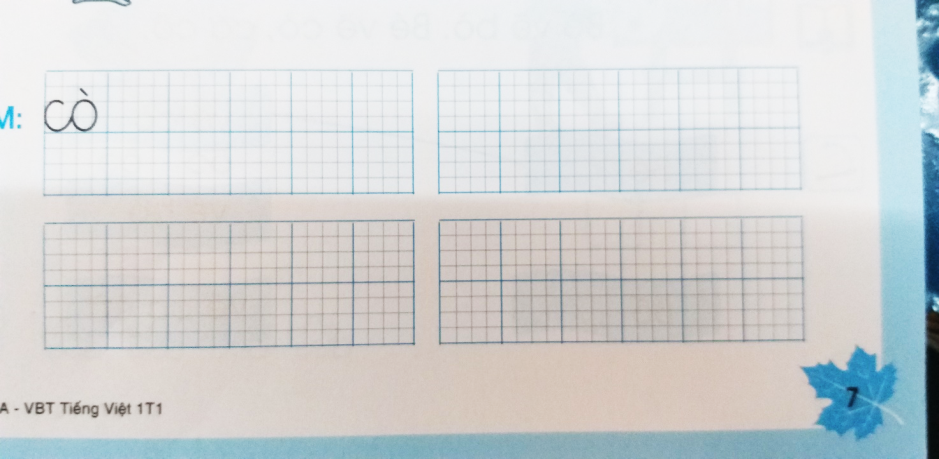 M: cò
A - VBT Tiếng Việt 1T1
7